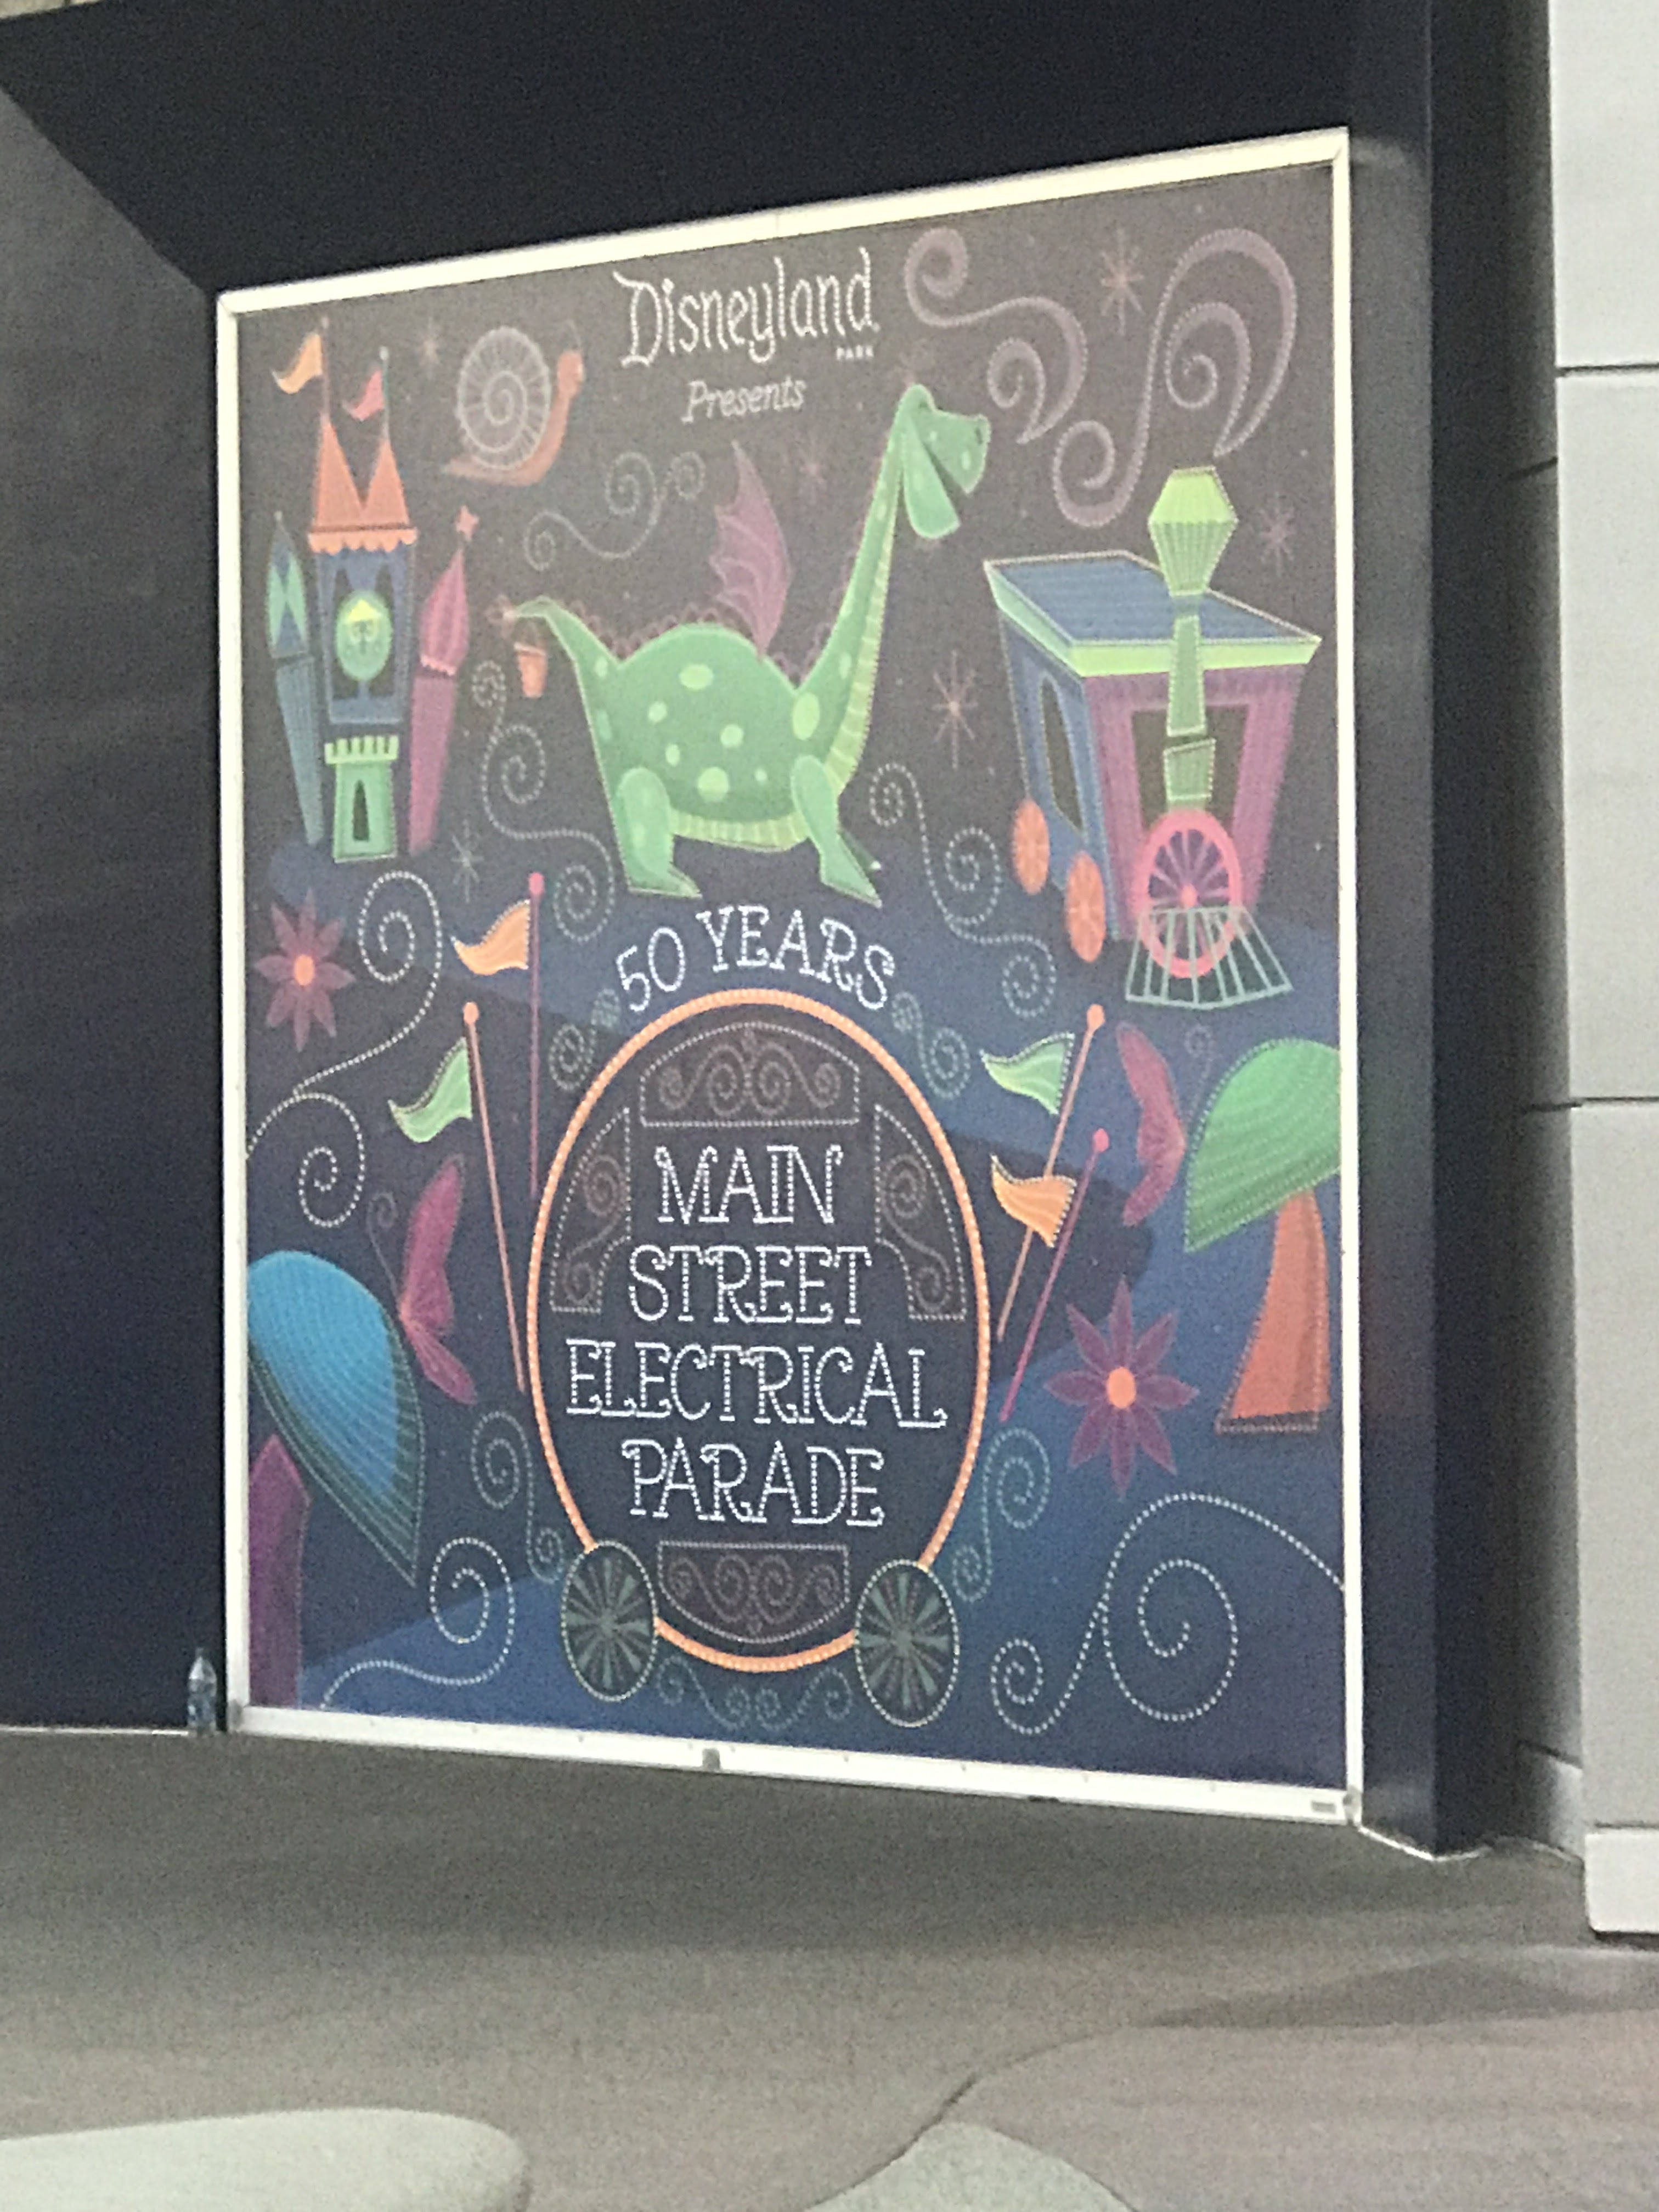 Disneyland
PARK
Presents
50 YEARS
MAIN
STREET
ELECTRICAL
PARADE